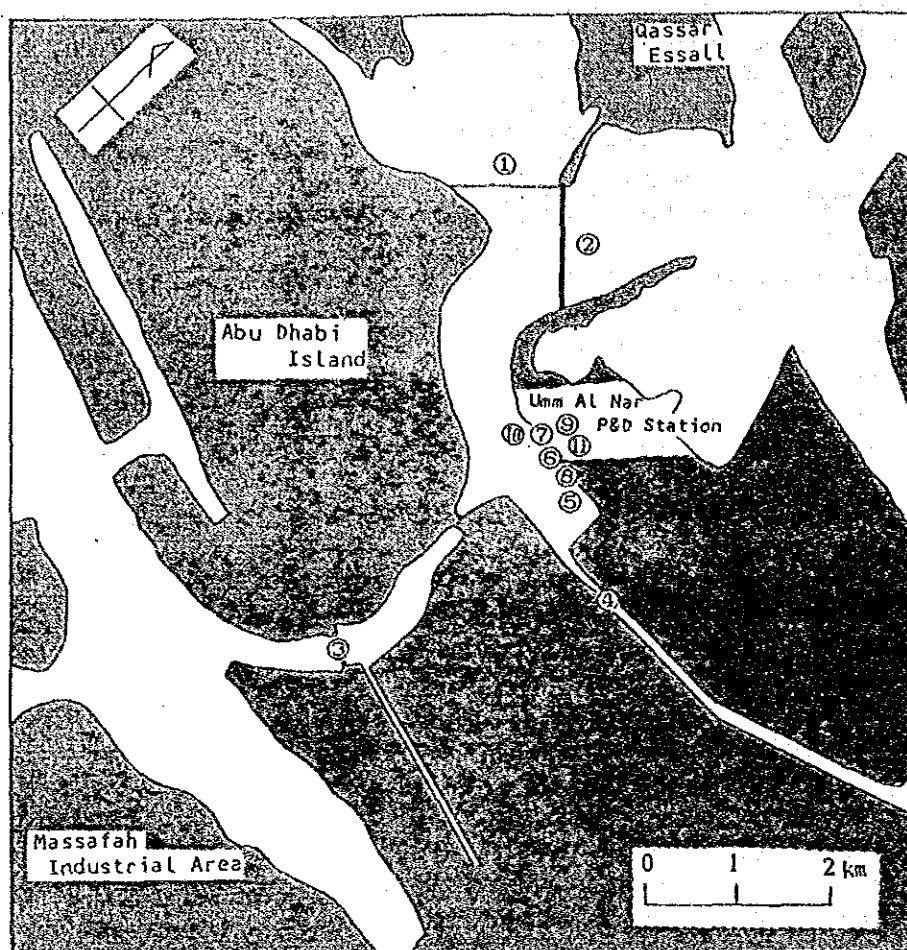 Qassar
Essall
①
②
Abu Dhabi
Island
Umm Al Nar
P&D Station
⑨
⑩ ⑦ ⑪
⑥
⑧
⑤
④
③
Massafah
Industrial Area
0 1 2 km